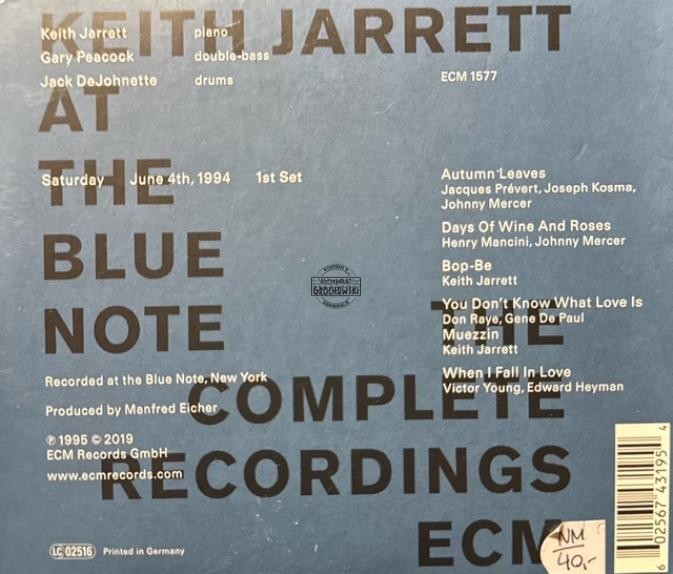 KEITH JARRETT
AT
THE
BLUE
NOTE
THE
COMPLETE
RECORDINGS
ECM
Keith Jarrett piano
Gary Peacock double-bass
Jack DeJohnette drums
ECM 1577
Saturday June 4th, 1994 1st Set
Autumn Leaves
Jacques Prévert, Joseph Kosma,
Johnny Mercer
Days Of Wine And Roses
Henry Mancini, Johnny Mercer
Bop-Be
Keith Jarrett
You Don't Know What Love Is
Don Raye, Gene De Paul
Muezzin
Keith Jarrett
When I Fall In Love
Victor Young, Edward Heyman
Recorded at the Blue Note, New York
Produced by Manfred Eicher
℗ 1995 © 2019
ECM Records GmbH
www.ecmrecords.com
LC 02516 Printed in Germany
NM
40,-
6 02567 43195 4
GROCHOWSKI